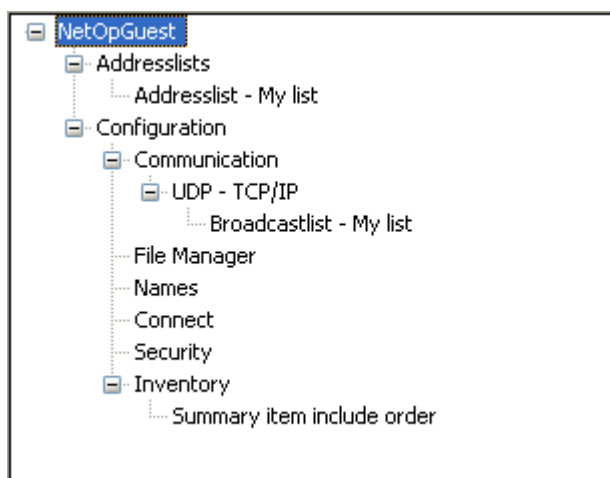 NetOpGuest
Addresslists
Addresslist - My list
Configuration
Communication
UDP - TCP/IP
Broadcastlist - My list
File Manager
Names
Connect
Security
Inventory
Summary item include order